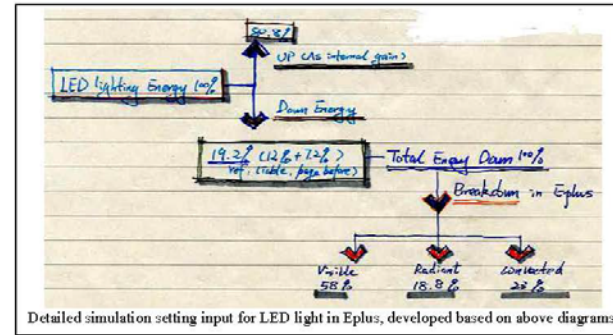 80.8%
UP (As internal gain)
LED lighting Energy 100%
Down Energy
19.2% (12% + 7.2%)
ref, (table, page before)
Total Energy Down 100%
Breakdown in Eplus
Visible Radiant Convected
58% 18.8% 23%
Detailed simulation setting input for LED light in Eplus, developed based on above diagrams